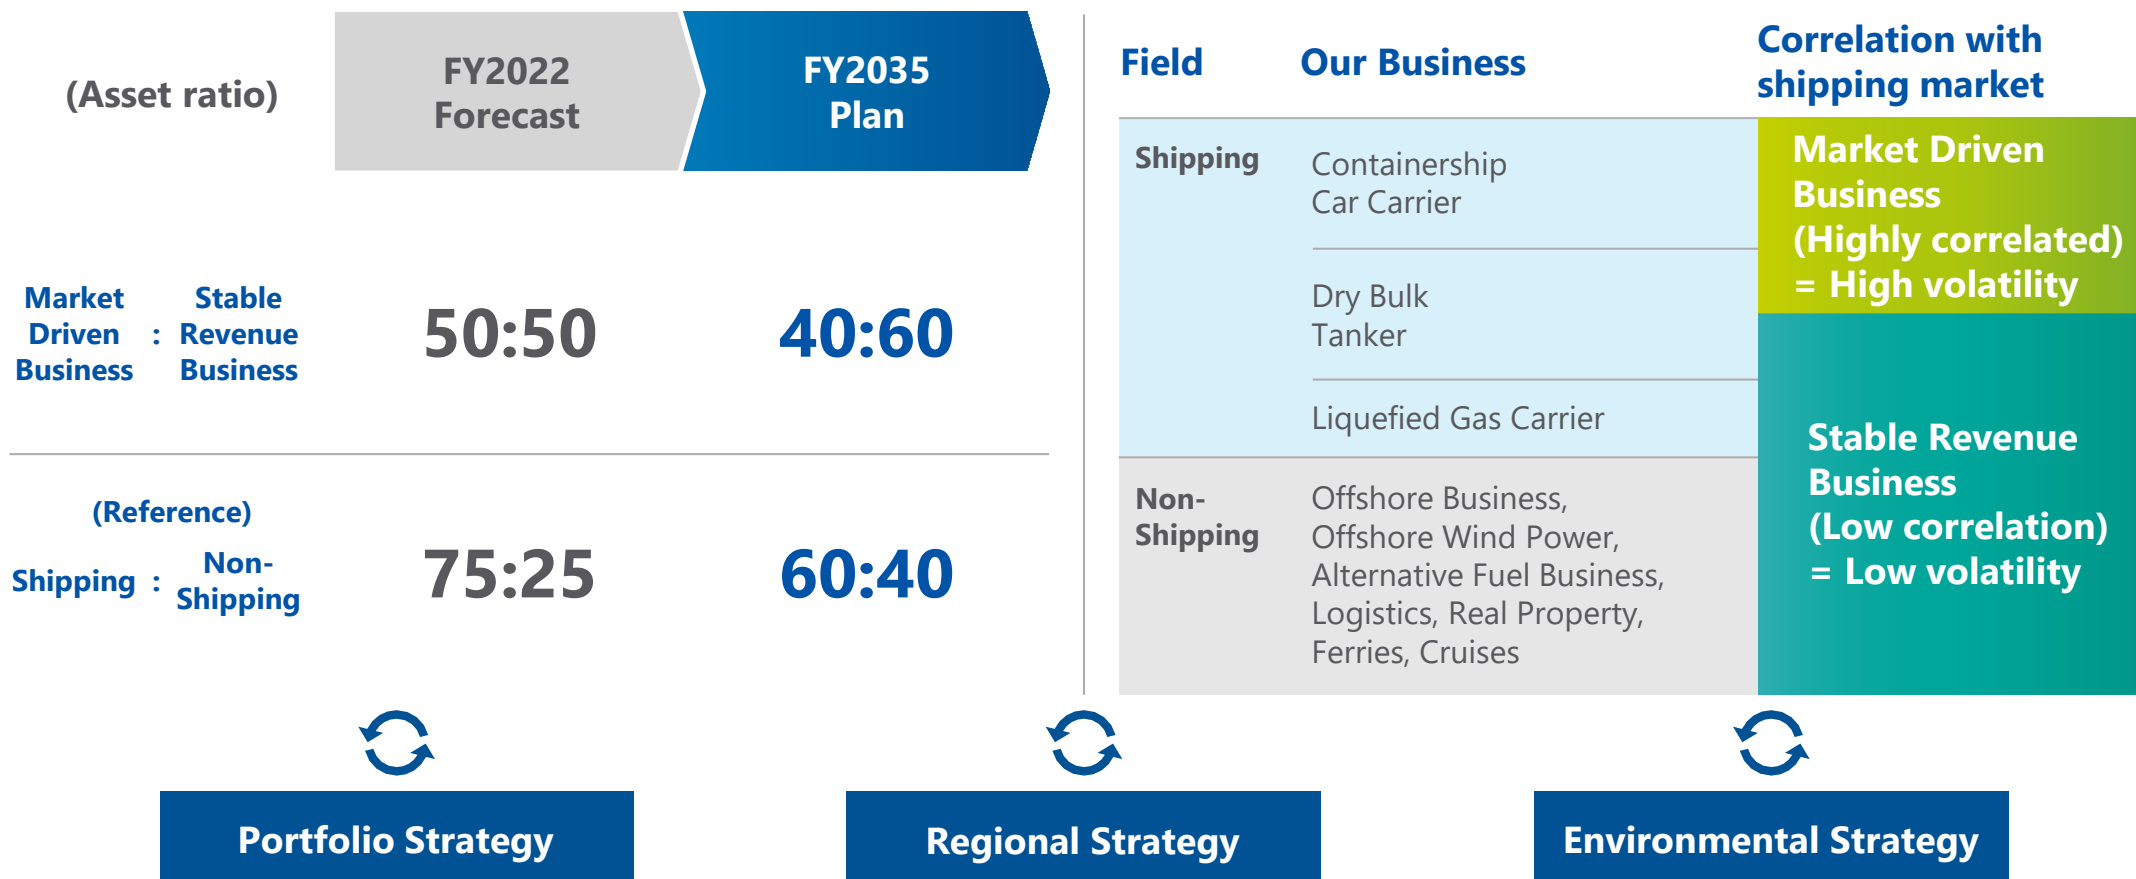 (Asset ratio)
FY2022
Forecast
FY2035
Plan
Market
Driven
Business
:
Stable
Revenue
Business
50:50
40:60
(Reference)
Shipping
:
Non-
Shipping
75:25
60:40
Field
Our Business
Correlation with
shipping market
Shipping
Containership
Car Carrier
Dry Bulk
Tanker
Liquefied Gas Carrier
Non-
Shipping
Offshore Business,
Offshore Wind Power,
Alternative Fuel Business,
Logistics, Real Property,
Ferries, Cruises
Market Driven
Business
(Highly correlated)
= High volatility
Stable Revenue
Business
(Low correlation)
= Low volatility
Portfolio Strategy
Regional Strategy
Environmental Strategy